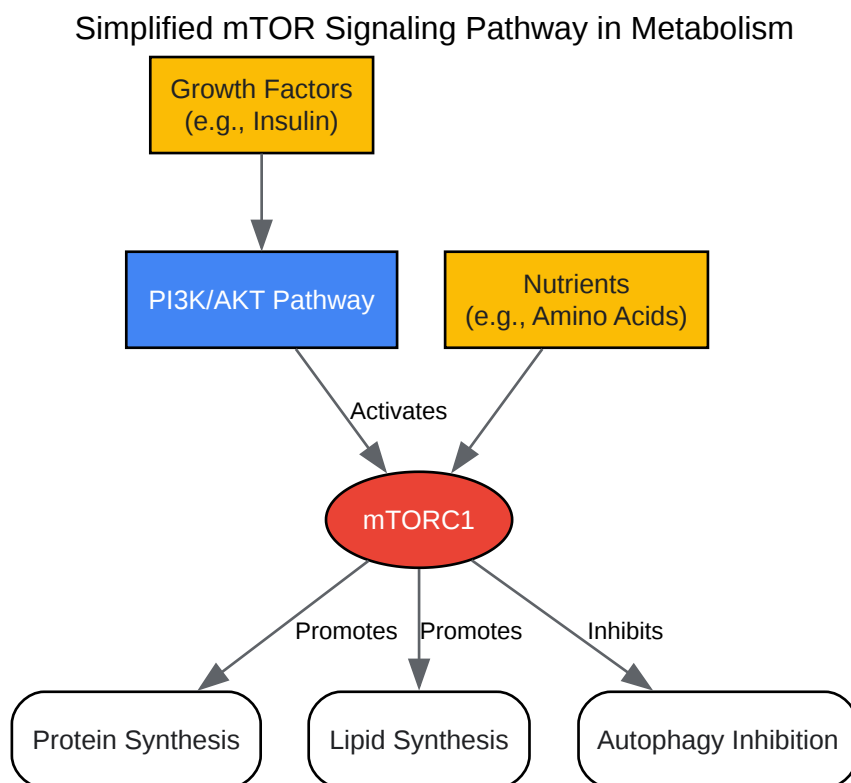 Simplified mTOR Signaling Pathway in Metabolism
Growth Factors
(e.g., Insulin)
PI3K/AKT Pathway
Nutrients
(e.g., Amino Acids)
Activates
mTORC1
Promotes
Promotes
Inhibits
Protein Synthesis
Lipid Synthesis
Autophagy Inhibition